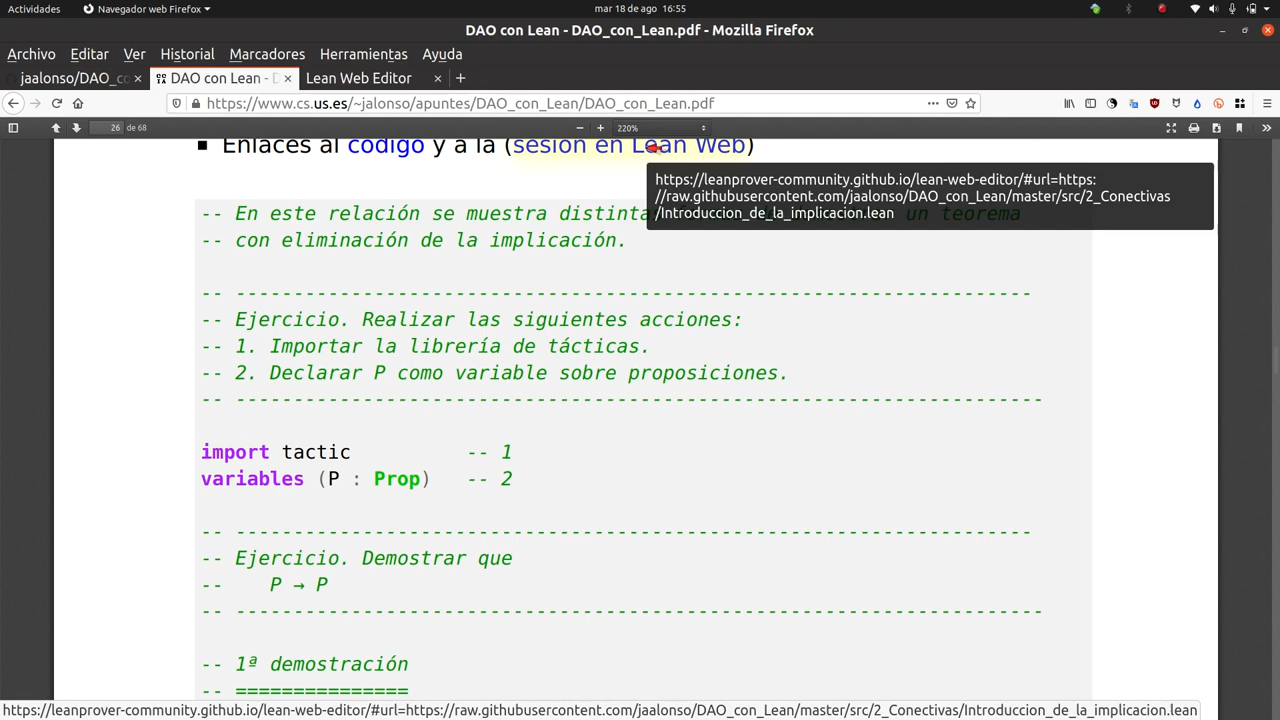 Actividades
Navegador web Firefox
mar 18 de ago 16:55
DAO con Lean - DAO_con_Lean.pdf - Mozilla Firefox
Archivo Editar Ver Historial Marcadores Herramientas Ayuda
jaalonso/DAO_co × DAO con Lean - D × Lean Web Editor × +
https://www.cs.us.es/~jalonso/apuntes/DAO_con_Lean/DAO_con_Lean.pdf
26 de 68
220%
▪ Enlaces al código y a la (sesión en Lean Web)
https://leanprover-community.github.io/lean-web-editor/#url=https:
//raw.githubusercontent.com/jaalonso/DAO_con_Lean/master/src/2_Conectivas
/Introduccion_de_la_implicacion.lean
-- En este relación se muestra distinta un teorema
-- con eliminación de la implicación.
-- ---------------------------------------------------------------------
-- Ejercicio. Realizar las siguientes acciones:
-- 1. Importar la librería de tácticas.
-- 2. Declarar P como variable sobre proposiciones.
-- ----------------------------------------------------------------------
import tactic -- 1
variables (P : Prop) -- 2
-- ---------------------------------------------------------------------
-- Ejercicio. Demostrar que
-- P → P
-- ----------------------------------------------------------------------
-- 1ª demostración
-- ===============
https://leanprover-community.github.io/lean-web-editor/#url=https://raw.githubusercontent.com/jaalonso/DAO_con_Lean/master/src/2_Conectivas/Introduccion_de_la_implicacion.lean